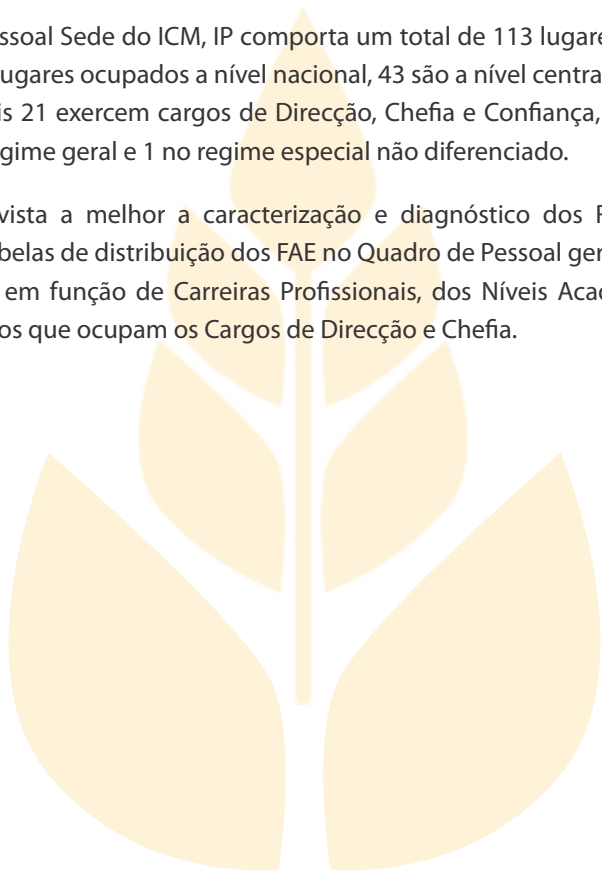 ssoal Sede do ICM, IP comporta um total de 113 lugare
lugares ocupados a nível nacional, 43 são a nível centra
is 21 exercem cargos de Direcção, Chefia e Confiança,
gime geral e 1 no regime especial não diferenciado.
vista a melhor a caracterização e diagnóstico dos F
belas de distribuição dos FAE no Quadro de Pessoal ger
em função de Carreiras Profissionais, dos Níveis Aca
os que ocupam os Cargos de Direcção e Chefia.